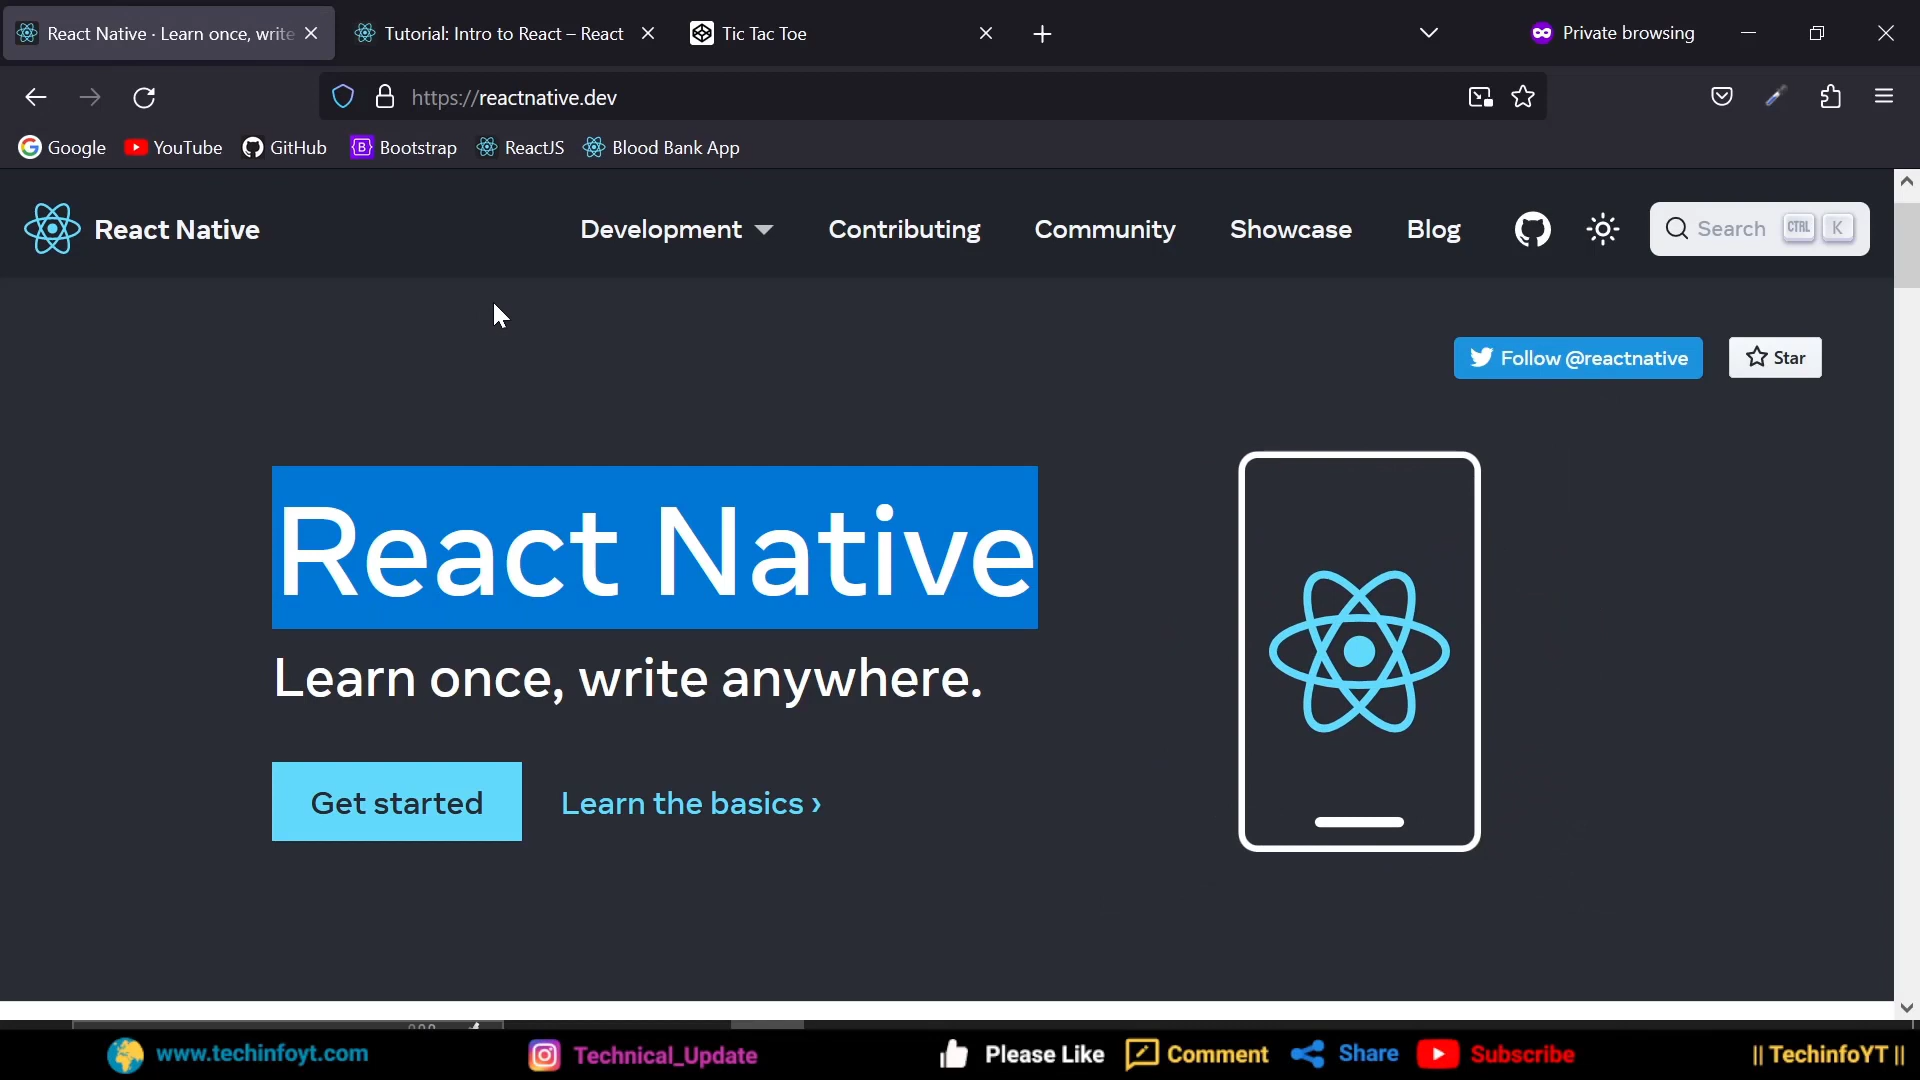 React Native · Learn once, write
Tutorial: Intro to React – React
Tic Tac Toe
Private browsing
https://reactnative.dev
Google
YouTube
GitHub
Bootstrap
ReactJS
Blood Bank App
React Native
Development
Contributing
Community
Showcase
Blog
Search CTRL K
Follow @reactnative
Star
React Native
Learn once, write anywhere.
Get started
Learn the basics ›
www.techinfoyt.com
Technical_Update
Please Like
Comment
Share
Subscribe
|| TechinfoYT ||